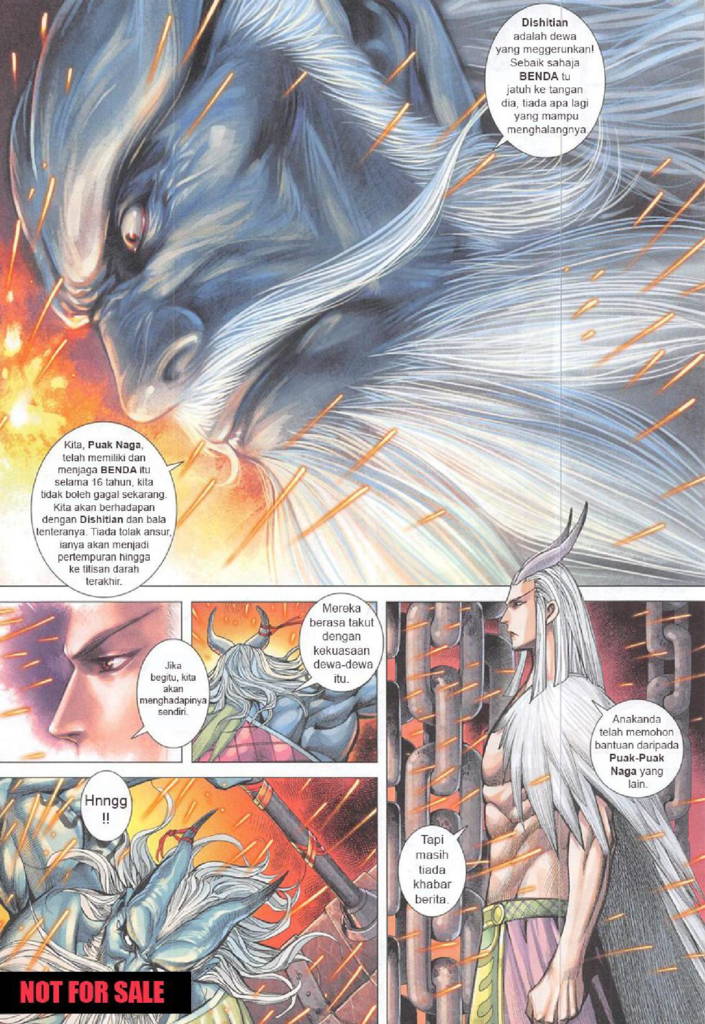 Dishitian
adalah dewa
yang meggerunkan!
Sebaik sahaja
BENDA tu
jatuh ke tangan
dia, tiada apa lagi
yang mampu
menghalangnya
Kita, Puak Naga,
telah memiliki dan
menjaga BENDA itu
selama 16 tahun, kita
tidak boleh gagal sekarang.
Kita akan berhadapan
dengan Dishitian dan bala
tenteranya. Tiada tolak ansur,
ianya akan menjadi
pertempuran hingga
ke titisan darah
terakhir.
Anakanda
telah memohon
bantuan daripada
Puak-Puak
Naga yang
lain.
Tapi
masih
tiada
khabar
berita.
Mereka
berasa takut
dengan
kekuasaan
dewa-dewa
itu.
Jika
begitu, kita
akan
menghadapinya
sendiri.
Hnngg
!!
NOT FOR SALE